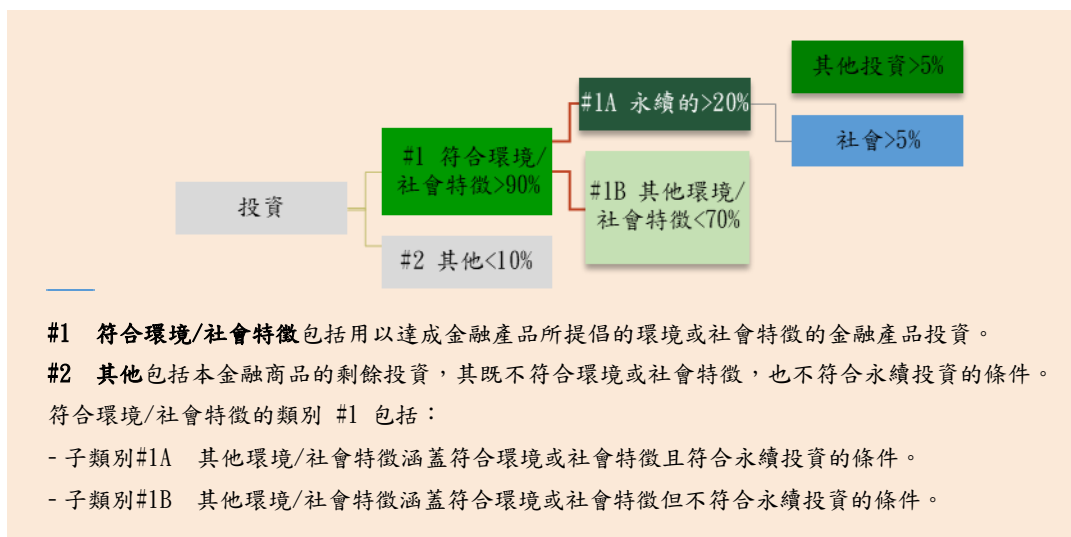 投資
#1 符合環境/
社會特徵>90%
#2 其他<10%
#1A 永續的>20%
#1B 其他環境/
社會特徵<70%
其他投資>5%
社會>5%
#1 符合環境/社會特徵包括用以達成金融產品所提倡的環境或社會特徵的金融產品投資。
#2 其他包括本金融商品的剩餘投資，其既不符合環境或社會特徵，也不符合永續投資的條件。
符合環境/社會特徵的類別 #1 包括：
- 子類別#1A 其他環境/社會特徵涵蓋符合環境或社會特徵且符合永續投資的條件。
- 子類別#1B 其他環境/社會特徵涵蓋符合環境或社會特徵但不符合永續投資的條件。